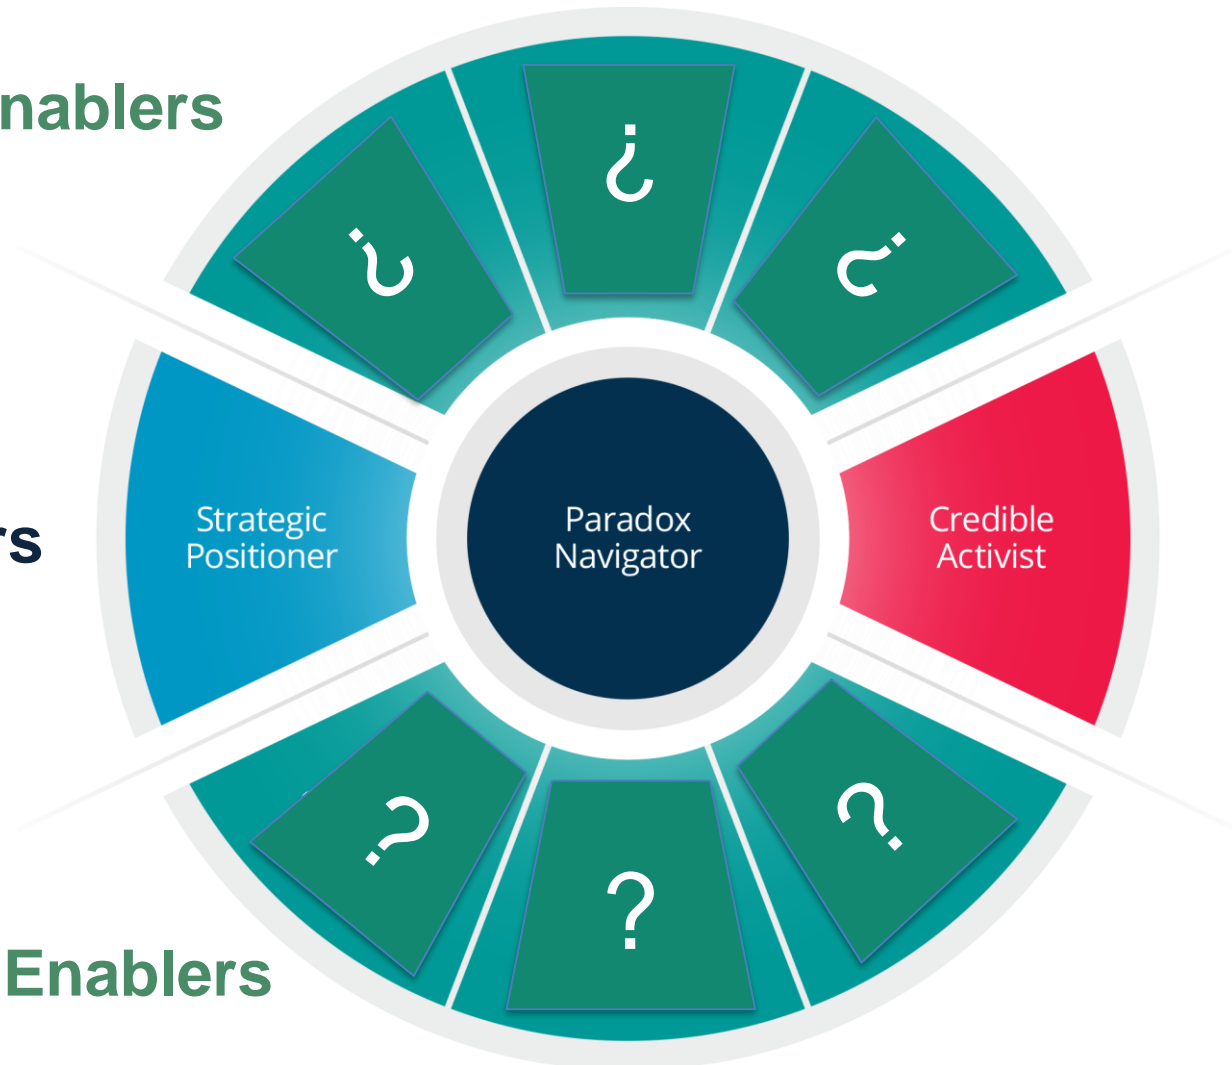 nablers
¿
?
?
Strategic
Positioner
Paradox
Navigator
Credible
Activist
rs
?
?
?
Enablers